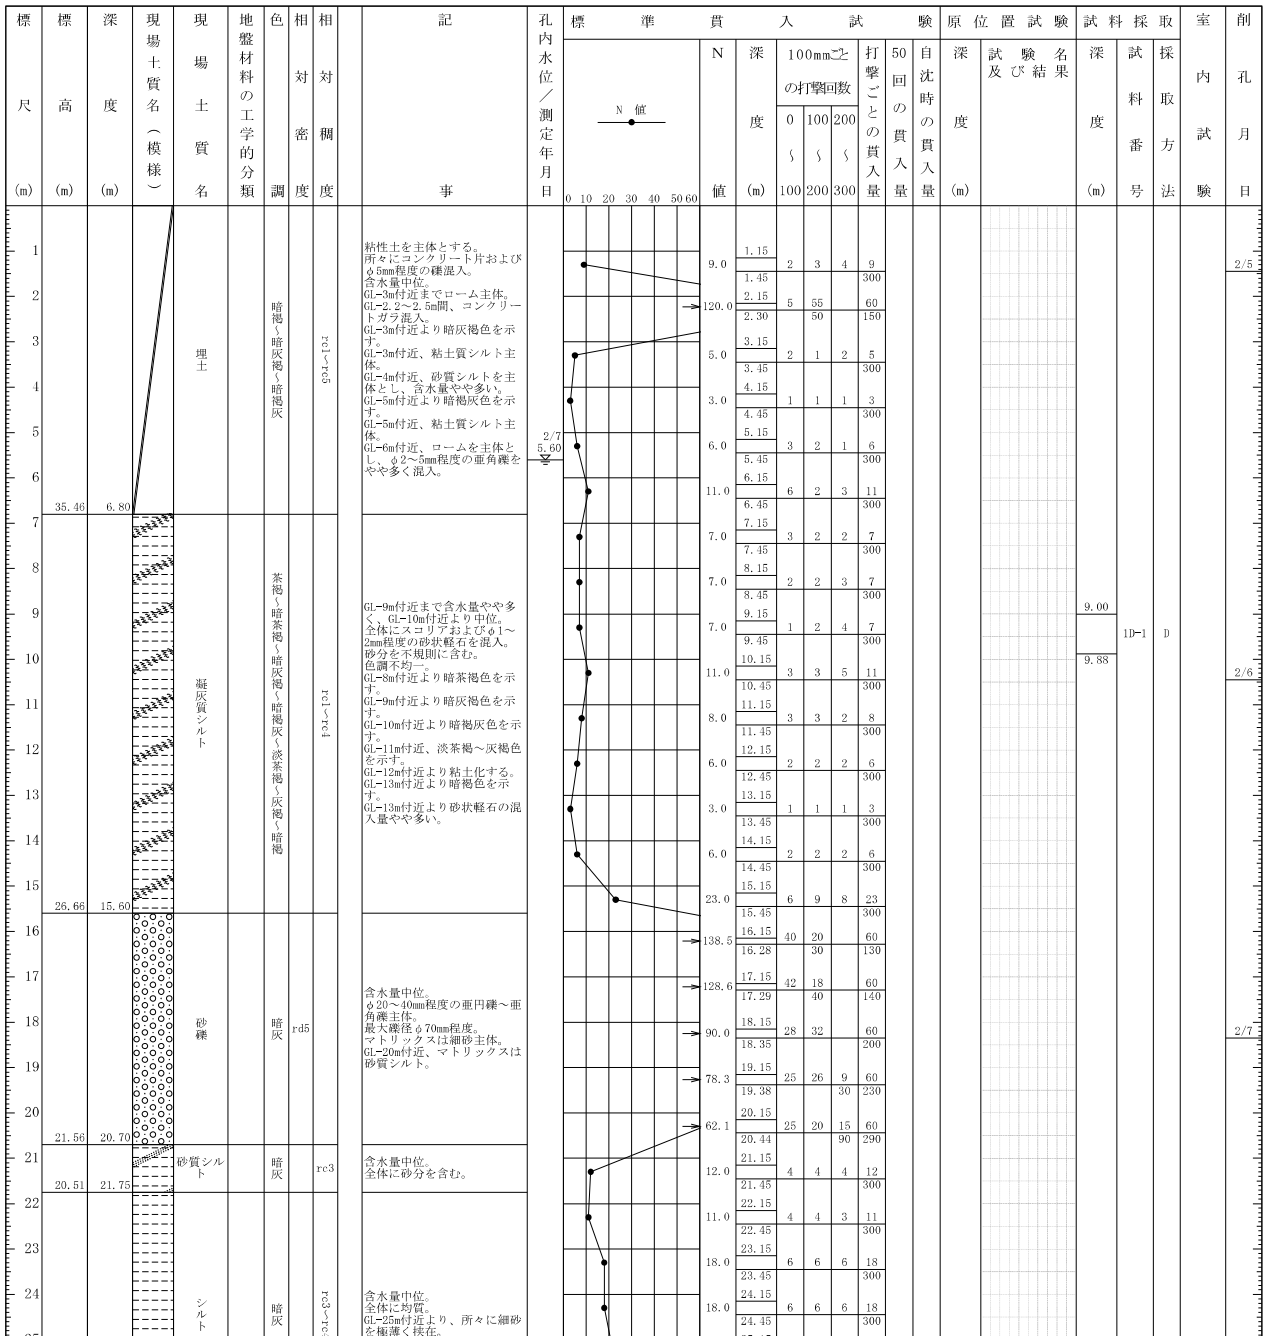 標 尺 (m)
標 高 (m)
深 度 (m)
現場土質名（模様）
現 場 土 質 名
地盤材料の工学的分類
色 調
相 対 密 度
相 対 稠 度
記 事
孔内水位／測定年月日
標 準 貫 入 試 験
N 値
0 10 20 30 40 50 60
N 値
深 度 (m)
100mmごと
の打撃回数
0 100 200
〜 〜 〜
100 200 300
打撃ごとの貫入量
50回の貫入量
自沈時の貫入量
原 位 置 試 験
深 度 (m)
試 験 名
及 び 結 果
試 料 採 取
深 度 (m)
試 料 番 号
採 取 方 法
室 内 試 験
削 孔 月 日
1
2
3
4
5
6
35.46 6.80
埋土
暗褐〜暗灰褐〜暗褐灰
rc1〜rc5
粘性土を主体とする。
所々にコンクリート片および
φ5mm程度の礫混入。
含水量中位。
GL-3m付近までローム主体。
GL-2.2〜2.5m間、コンクリー
トガラ混入。
GL-3m付近より暗灰褐色を示
す。
GL-3m付近、粘土質シルト主
体。
GL-4m付近、砂質シルトを主
体とし、含水量やや多い。
GL-5m付近より暗褐灰色を示
す。
GL-5m付近、粘土質シルト主
体。
GL-6m付近、ロームを主体と
し、φ2〜5mm程度の亜角礫を
やや多く混入。
2/7
5.60
9.0 1.15 2 3 4 9
1.45 300
120.0 2.15 5 55 60
2.30 50 150
5.0 3.15 2 1 2 5
3.45 300
3.0 4.15 1 1 1 3
4.45 300
6.0 5.15 3 2 1 6
5.45 300
11.0 6.15 6 2 3 11
6.45 300
2/5
7
8
9
10
11
12
13
14
15
26.66 15.60
凝灰質シルト
茶褐〜暗茶褐〜暗灰褐〜暗褐灰〜淡茶褐〜灰褐〜暗褐
rc1〜rc4
GL-9m付近まで含水量やや多
く、GL-10m付近より中位。
全体にスコリアおよびφ1〜
2mm程度の砂状軽石を混入。
砂分を不規則に含む。
色調不均一。
GL-8m付近より暗茶褐色を示
す。
GL-9m付近より暗灰褐色を示
す。
GL-10m付近より暗褐灰色を示
す。
GL-11m付近、淡茶褐〜灰褐色
を示す。
GL-12m付近より粘土化する。
GL-13m付近より暗褐色を示
す。
GL-13m付近より砂状軽石の混
入量やや多い。
7.0 7.15 3 2 2 7
7.45 300
7.0 8.15 2 2 3 7
8.45 300
7.0 9.15 1 2 4 7
9.45 300
11.0 10.15 3 3 5 11
10.45 300
8.0 11.15 3 3 2 8
11.45 300
6.0 12.15 2 2 2 6
12.45 300
3.0 13.15 1 1 1 3
13.45 300
6.0 14.15 2 2 2 6
14.45 300
23.0 15.15 6 9 8 23
15.45 300
9.00
1D-1 D
9.88
2/6
16
17
18
19
20
21.56 20.70
砂礫
暗灰
rd5
含水量中位。
φ20〜40mm程度の亜円礫〜亜
角礫主体。
最大礫径φ70mm程度。
マトリックスは細砂主体。
GL-20m付近、マトリックスは
砂質シルト。
138.5 16.15 40 20 60
16.28 30 130
128.6 17.15 42 18 60
17.29 40 140
90.0 18.15 28 32 60
18.35 200
78.3 19.15 25 26 9 60
19.38 30 230
62.1 20.15 25 20 15 60
20.44 90 290
2/7
21
20.51 21.75
砂質シル
ト
暗灰
rc3
含水量中位。
全体に砂分を含む。
12.0 21.15 4 4 4 12
21.45 300
22
23
24
シルト
暗灰
rc3〜rc
含水量中位。
全体に均質。
GL-25m付近より、所々に細砂
を極薄く挟在。
11.0 22.15 4 4 3 11
22.45 300
18.0 23.15 6 6 6 18
23.45 300
18.0 24.15 6 6 6 18
24.45 300